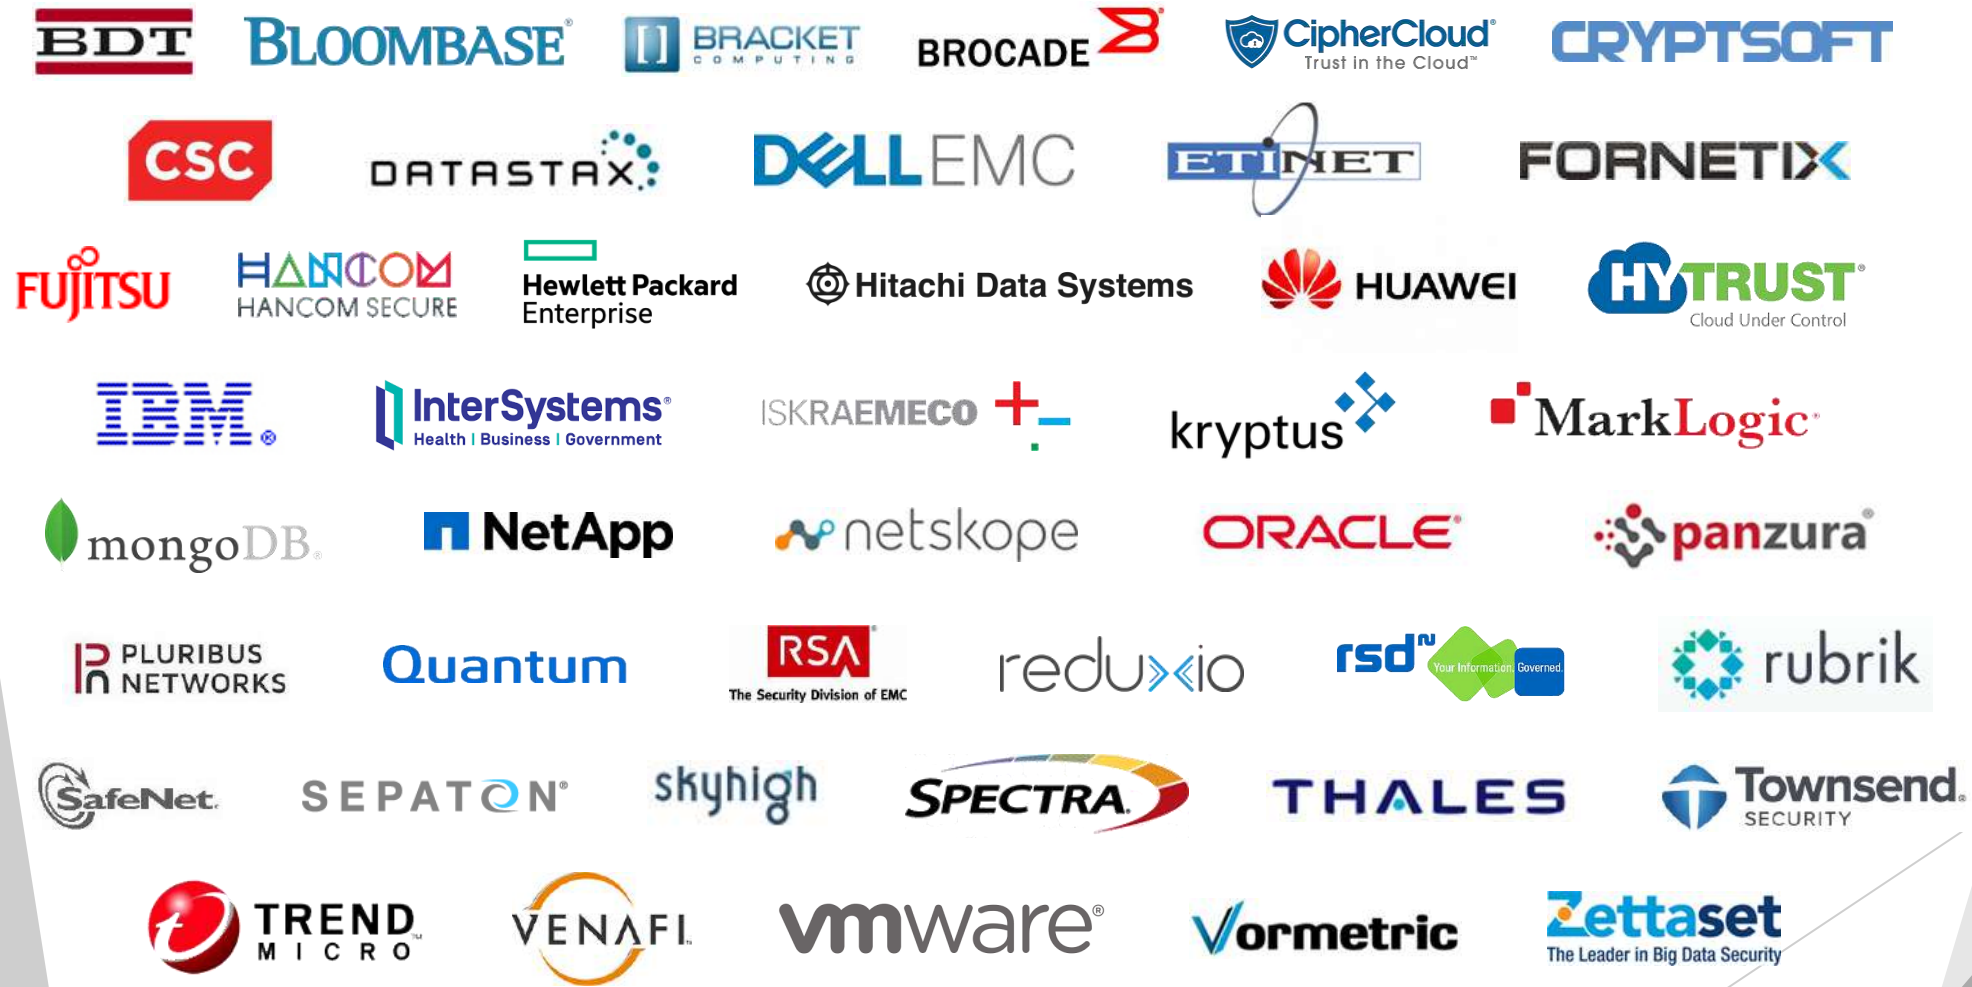 BDT
BLOOMBASE®
BRACKET
COMPUTING
BROCADE
CipherCloud®
Trust in the Cloud™
CRYPTSOFT
CSC
DATASTAX
DELLEMC
ETINET
FORNETIX
FUJITSU
HANCOM
HANCOM SECURE
Hewlett Packard
Enterprise
Hitachi Data Systems
HUAWEI
HYTRUST®
Cloud Under Control
IBM®
InterSystems®
Health | Business | Government
ISKRAEMECO
kryptus
MarkLogic
mongoDB®
NetApp
netskope
ORACLE®
panzura®
PLURIBUS
NETWORKS
Quantum
RSA®
The Security Division of EMC
reduxio
rsdᴺ
Your Information. Governed.
rubrik
SafeNet
SEPATON®
skyhigh
SPECTRA
THALES
Townsend®
SECURITY
TREND
MICRO™
VENAFI
vmware®
Vormetric
Zettaset
The Leader in Big Data Security